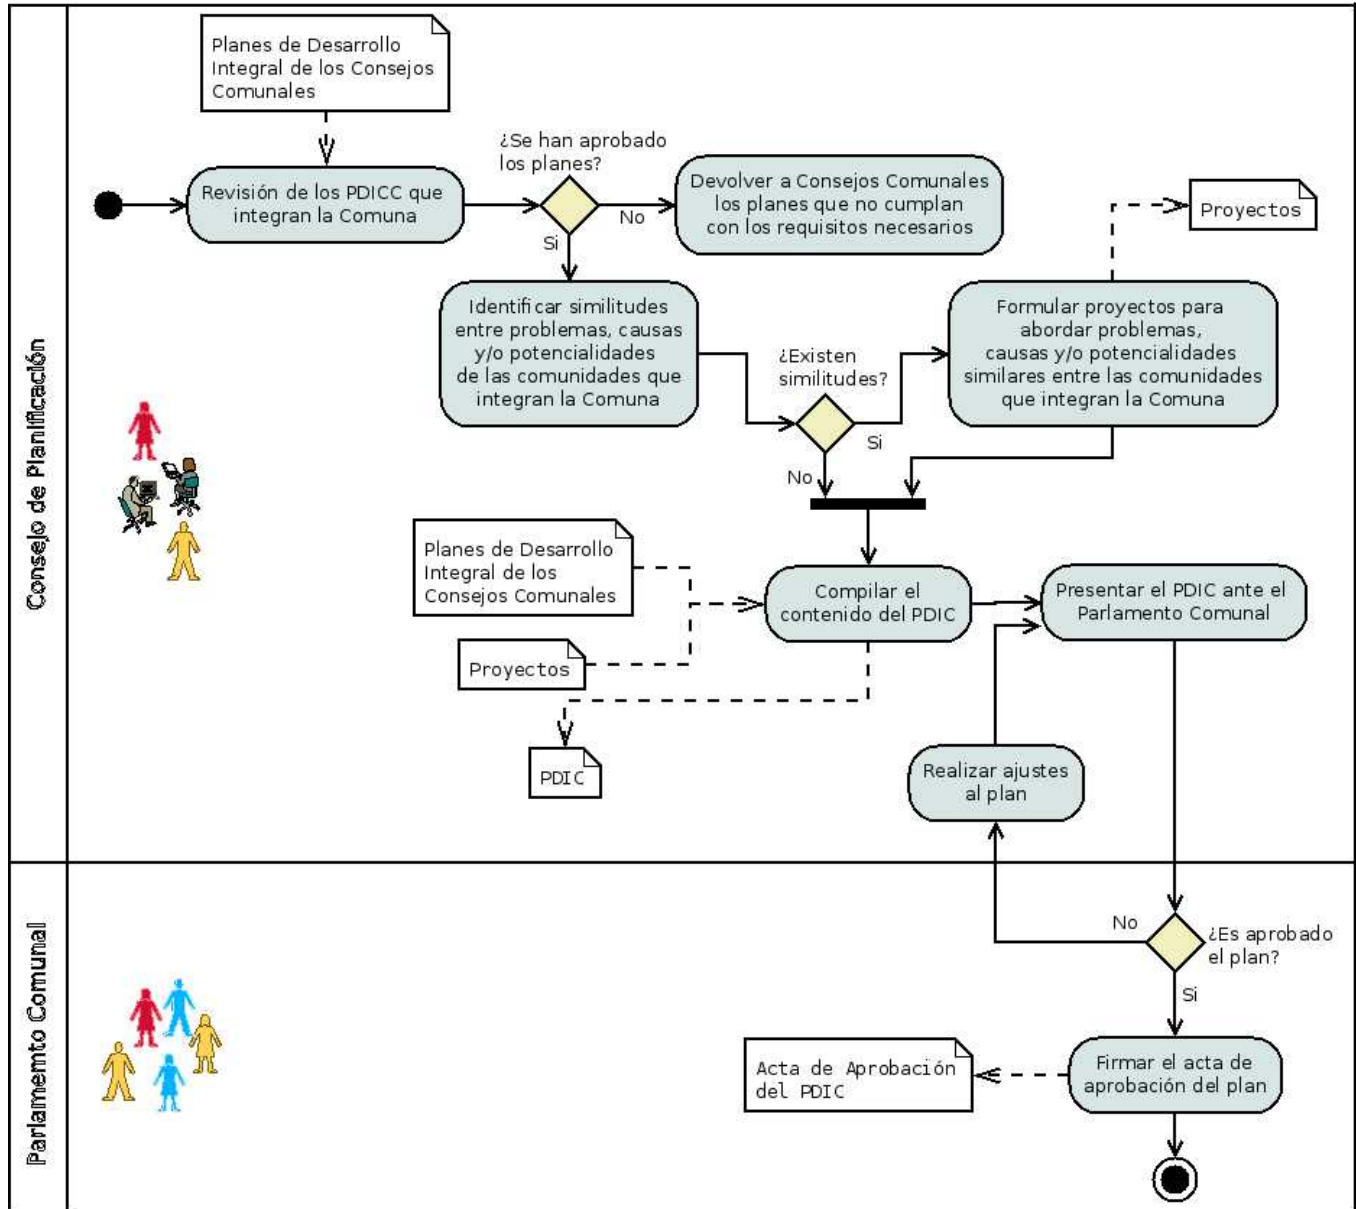 Planes de Desarrollo
Integral de los Consejos
Comunales
¿Se han aprobado
los planes?
Revisión de los PDICC que
integran la Comuna
No
Si
Devolver a Consejos Comunales
los planes que no cumplan
con los requisitos necesarios
Proyectos
Identificar similitudes
entre problemas, causas
y/o potencialidades
de las comunidades que
integran la Comuna
¿Existen
similitudes?
Si
No
Formular proyectos para
abordar problemas,
causas y/o potencialidades
similares entre las comunidades
que integran la Comuna
Consejo de Planificación
Planes de Desarrollo
Integral de los
Consejos Comunales
Proyectos
Compilar el
contenido del PDIC
Presentar el PDIC ante el
Parlamento Comunal
PDIC
Realizar ajustes
al plan
Parlamemto Comunal
No
¿Es aprobado
el plan?
Si
Acta de Aprobación
del PDIC
Firmar el acta de
aprobación del plan